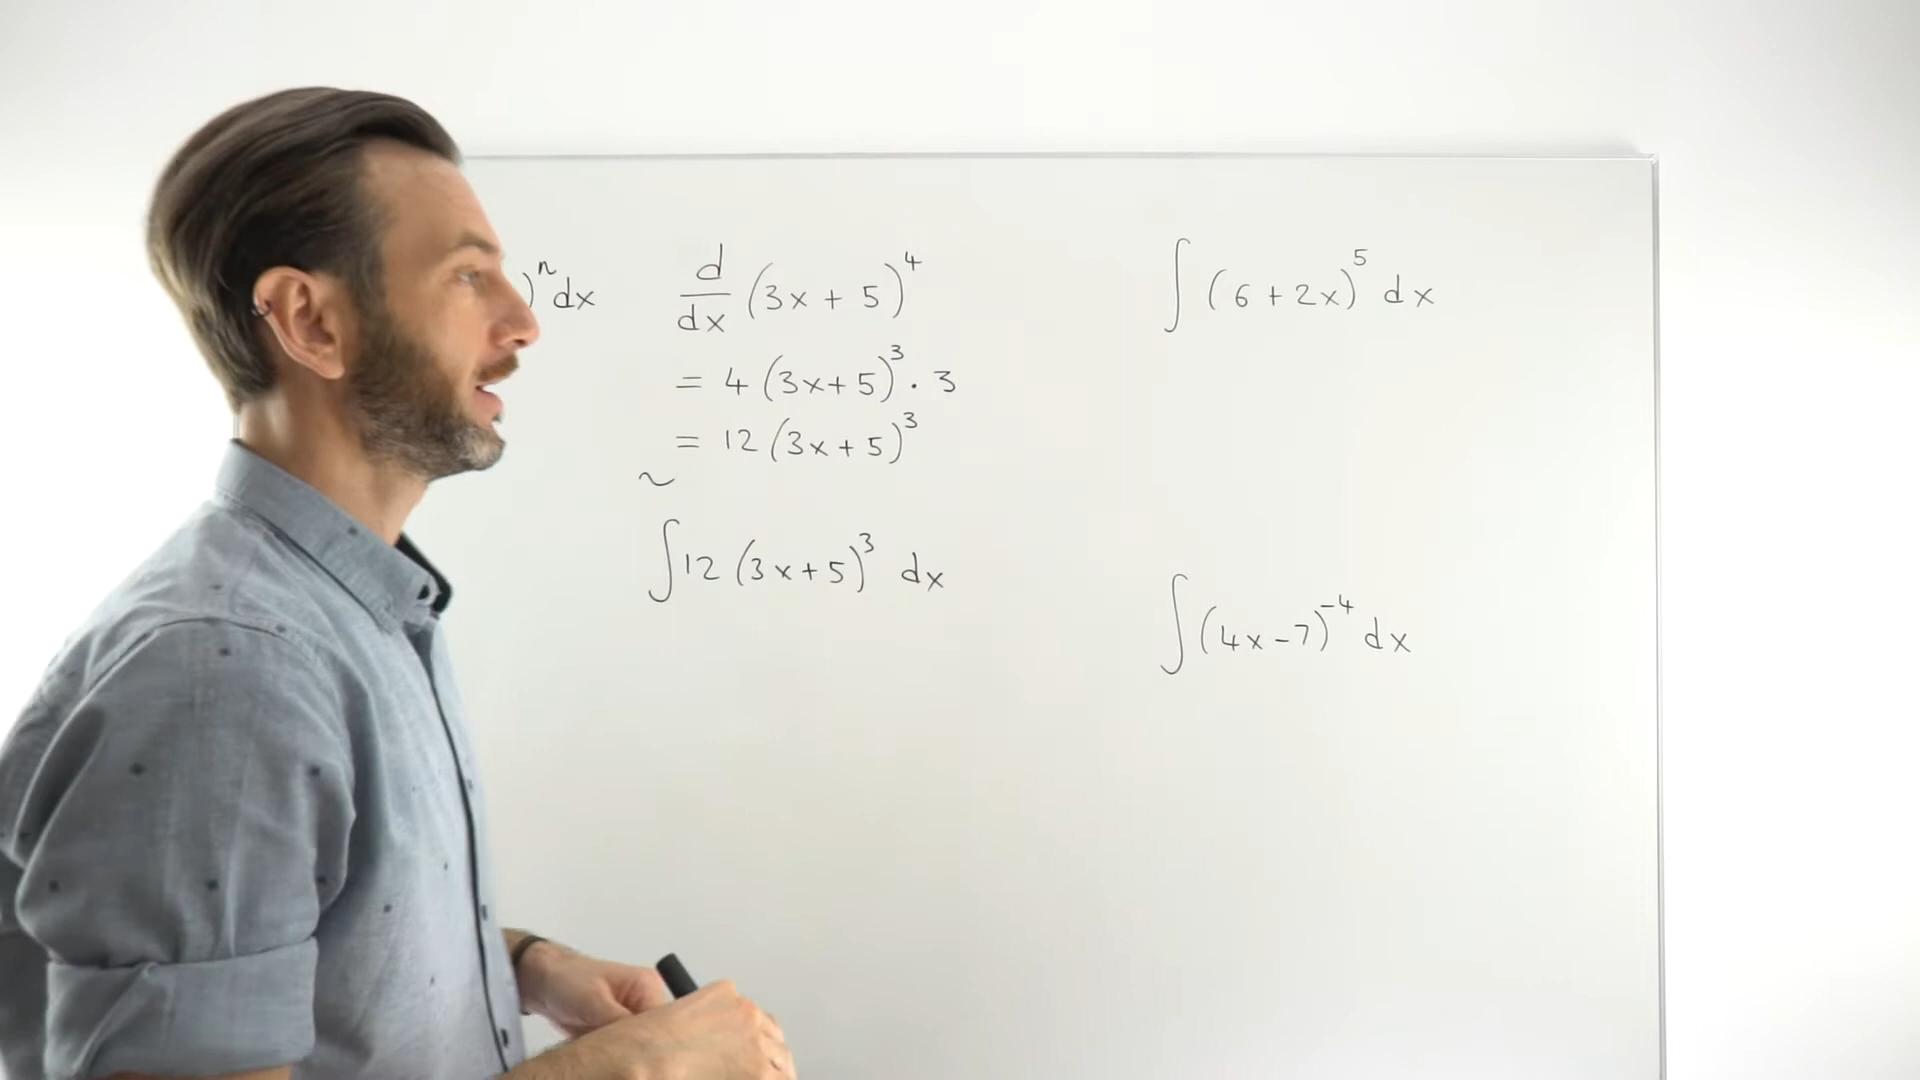 )ⁿ dx
d/dx (3x + 5)⁴
= 4 (3x+5)³ · 3
= 12 (3x+5)³
~
∫12 (3x+5)³ dx
∫ (6+2x)⁵ dx
∫(4x-7)⁻⁴ dx